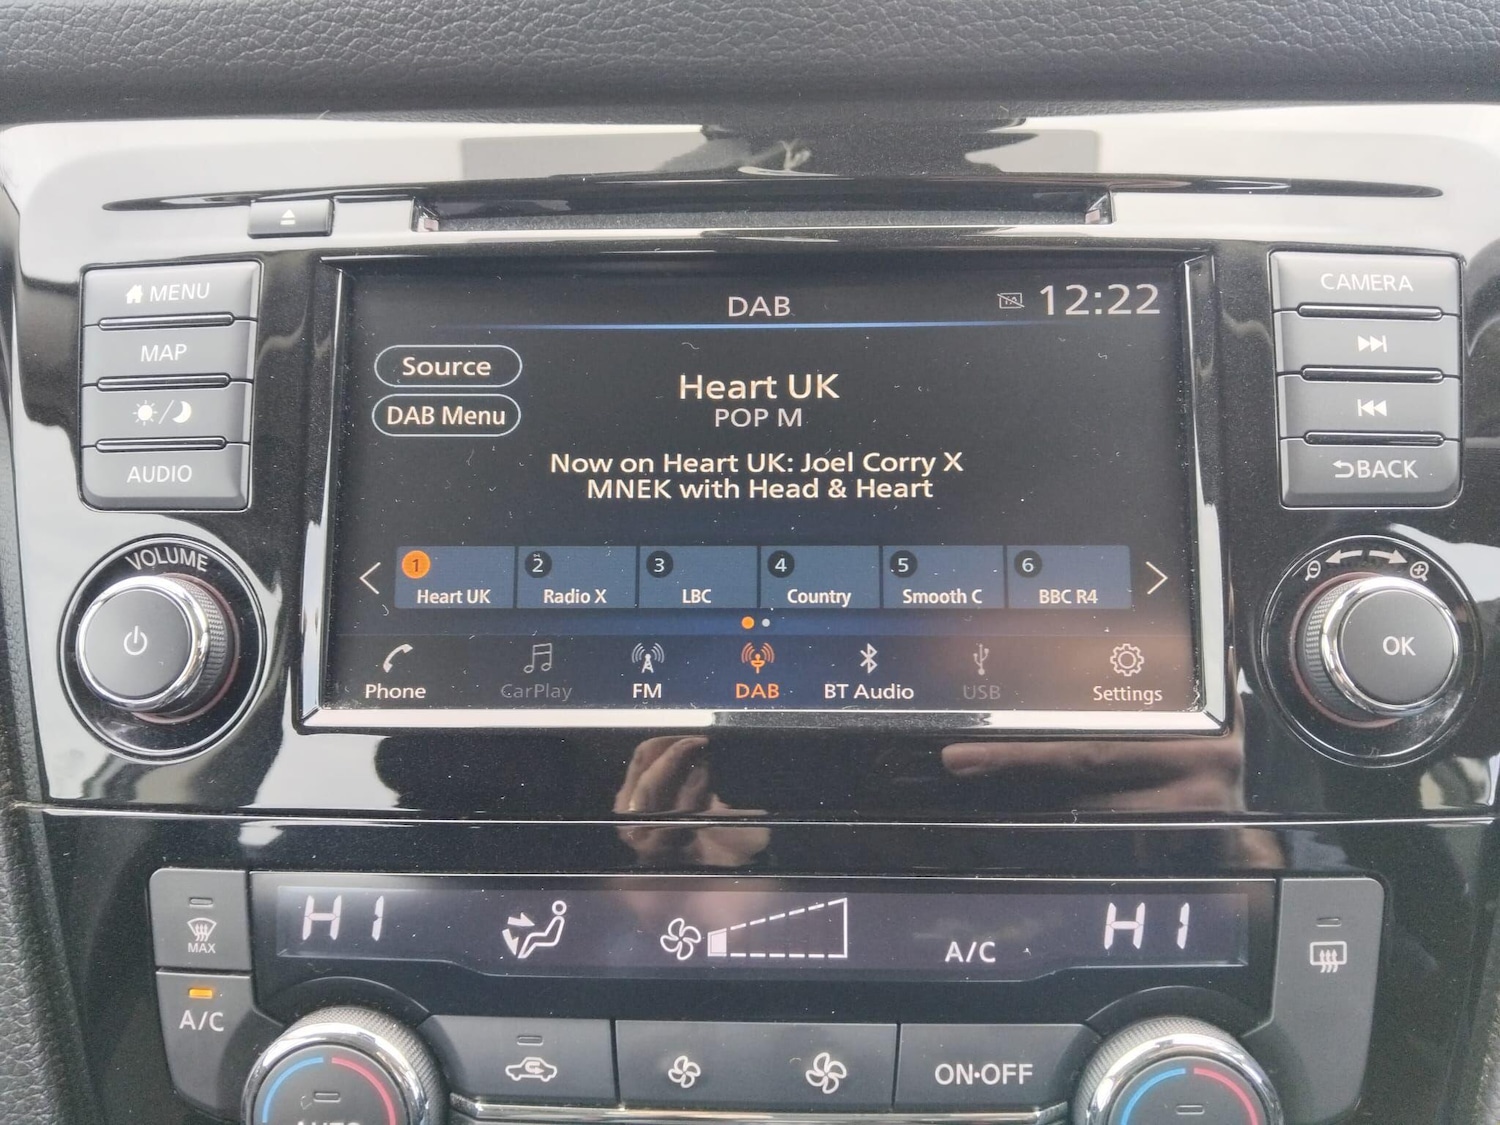 MENU
MAP
AUDIO
VOLUME
DAB
TA
12:22
Source
DAB Menu
Heart UK
POP M
Now on Heart UK: Joel Corry X
MNEK with Head & Heart
1 Heart UK
2 Radio X
3 LBC
4 Country
5 Smooth C
6 BBC R4
Phone
CarPlay
FM
DAB
BT Audio
USB
Settings
CAMERA
BACK
OK
MAX
A/C
HI
A/C
HI
ON•OFF
AUTO